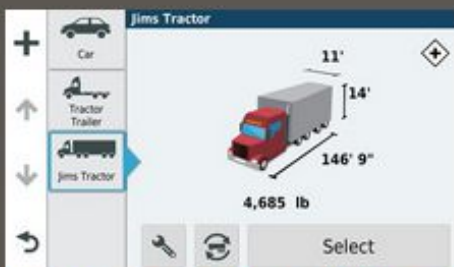 Jims Tractor
Car
Tractor
Trailer
Jims Tractor
11'
14'
146' 9"
4,685 lb
Select